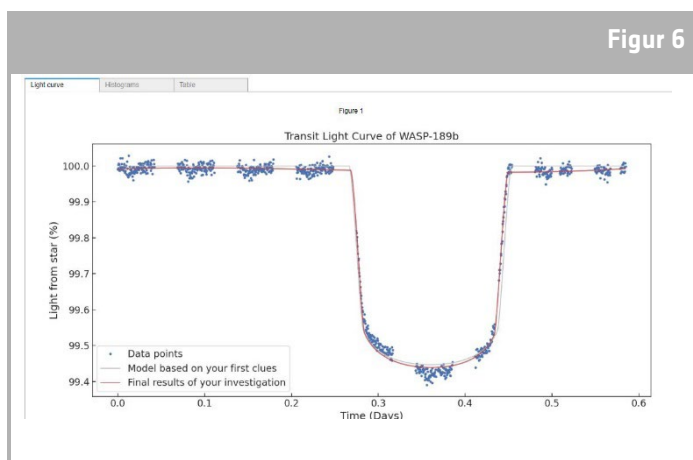 Figur 6
Light curve Histograms Table
Figure 1
Transit Light Curve of WASP-189b
Light from star (%)
100.0
99.9
99.8
99.7
99.6
99.5
99.4
Data points
Model based on your first clues
Final results of your investigation
0.0 0.1 0.2 0.3 0.4 0.5 0.6
Time (Days)